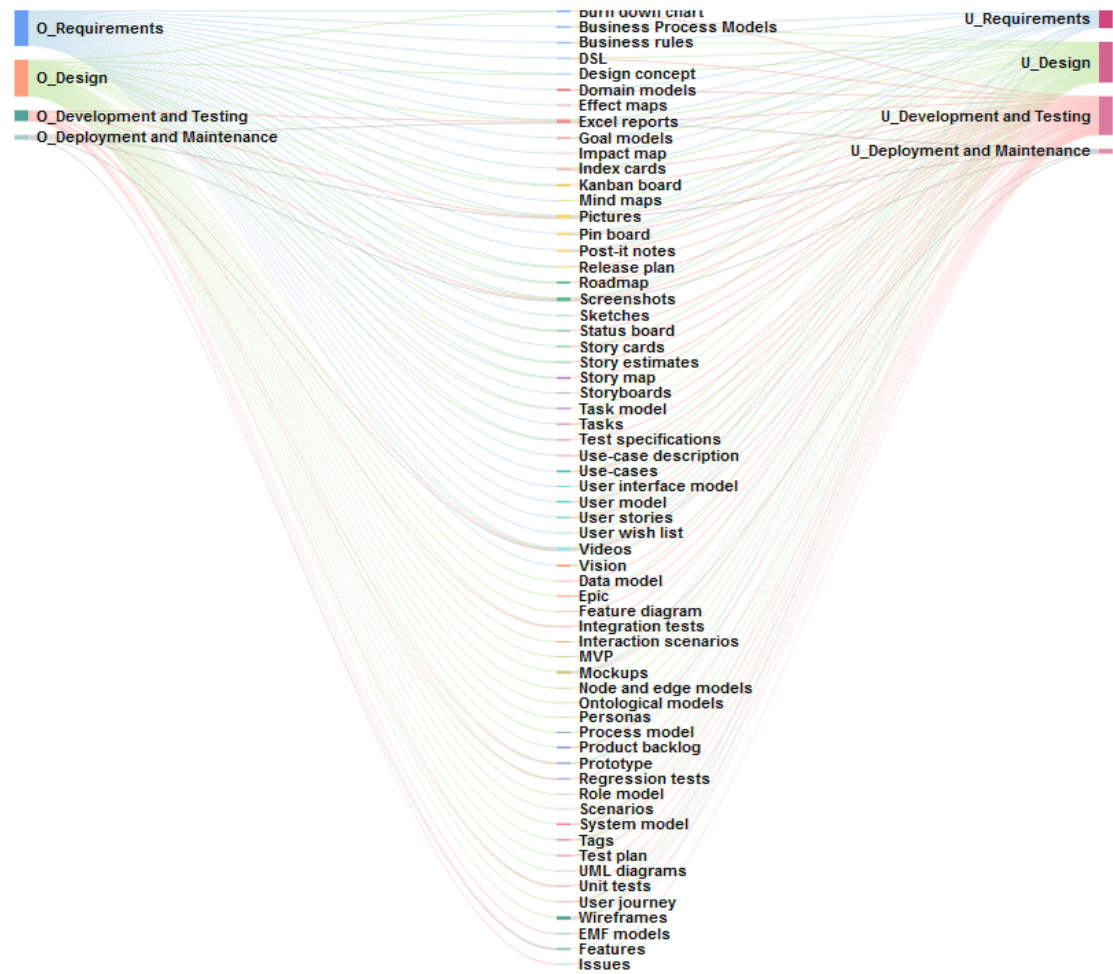 O_Requirements
O_Design
O_Development and Testing
O_Deployment and Maintenance
Burn down chart
Business Process Models
Business rules
DSL
Design concept
Domain models
Effect maps
Excel reports
Goal models
Impact map
Index cards
Kanban board
Mind maps
Pictures
Pin board
Post-it notes
Release plan
Roadmap
Screenshots
Sketches
Status board
Story cards
Story estimates
Story map
Storyboards
Task model
Tasks
Test specifications
Use-case description
Use-cases
User interface model
User model
User stories
User wish list
Videos
Vision
Data model
Epic
Feature diagram
Integration tests
Interaction scenarios
MVP
Mockups
Node and edge models
Ontological models
Personas
Process model
Product backlog
Prototype
Regression tests
Role model
Scenarios
System model
Tags
Test plan
UML diagrams
Unit tests
User journey
Wireframes
EMF models
Features
Issues
U_Requirements
U_Design
U_Development and Testing
U_Deployment and Maintenance